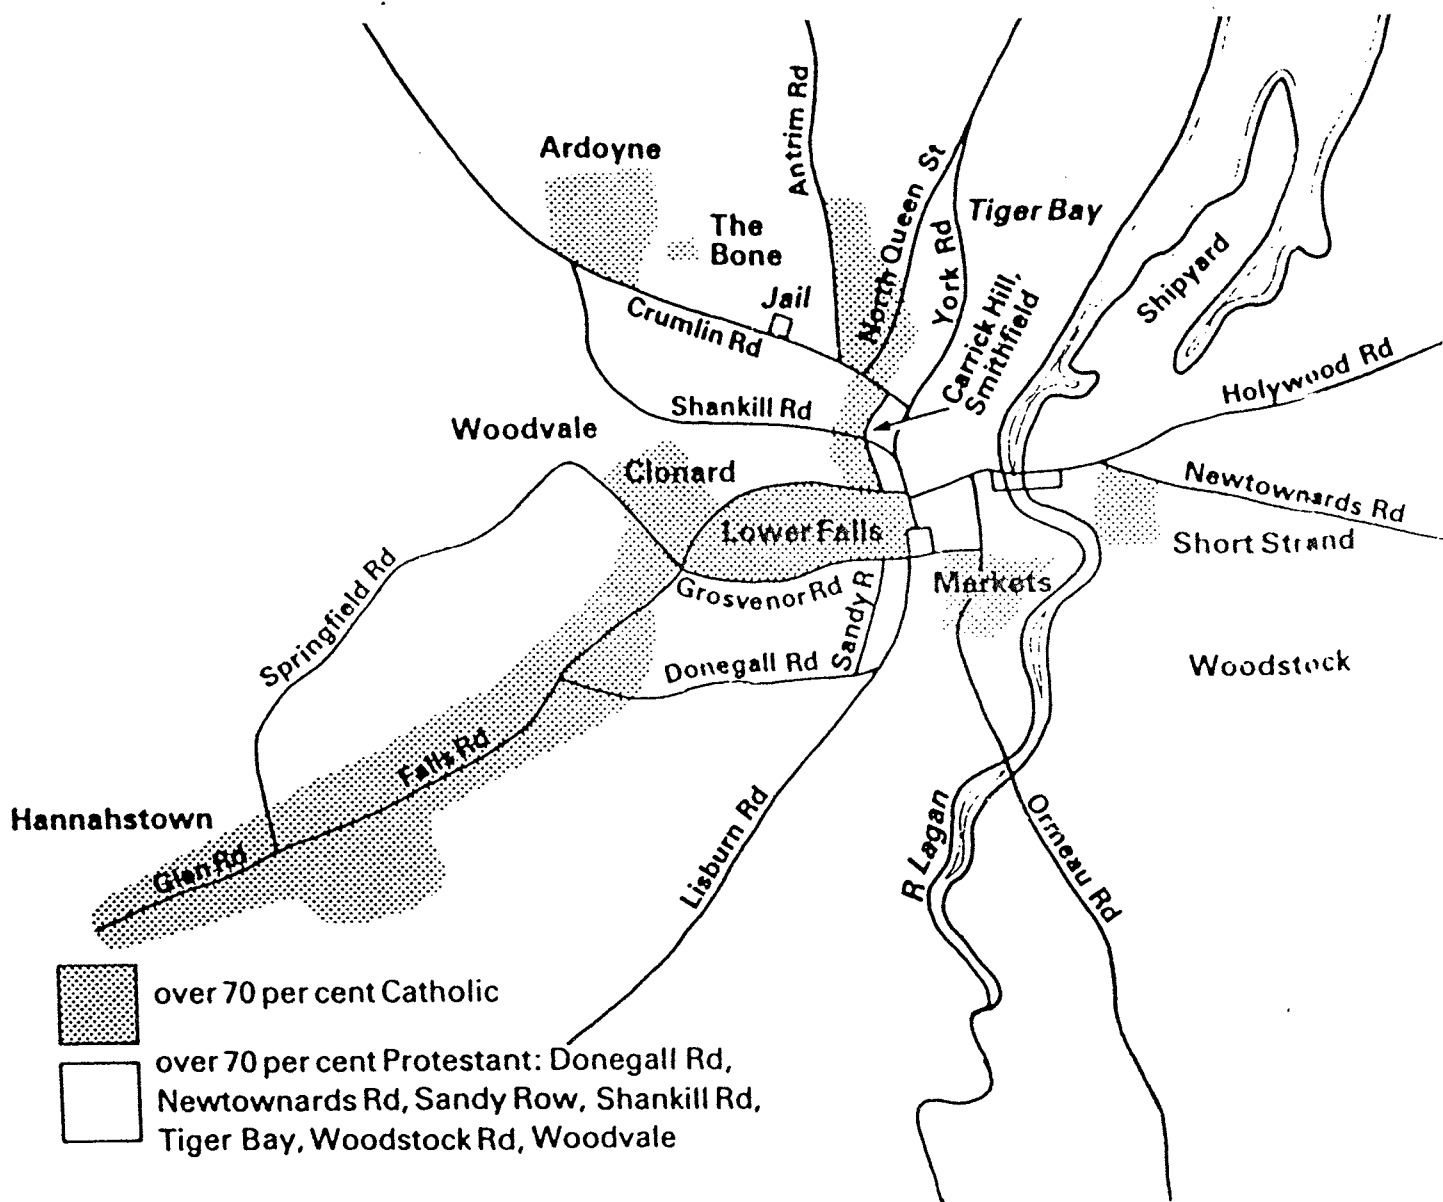 Ardoyne
The
Bone
Jail
Antrim Rd
North Queen St
York Rd
Tiger Bay
Carrick Hill,
Smithfield
Shipyard
Crumlin Rd
Shankill Rd
Holywood Rd
Woodvale
Clonard
Newtownards Rd
Lower Falls
Short Strand
Springfield Rd
Grosvenor Rd
Sandy R
Markets
Donegall Rd
Woodstock
Falls Rd
Hannahstown
Glen Rd
Lisburn Rd
R Lagan
Ormeau Rd
over 70 per cent Catholic
over 70 per cent Protestant: Donegall Rd,
Newtownards Rd, Sandy Row, Shankill Rd,
Tiger Bay, Woodstock Rd, Woodvale